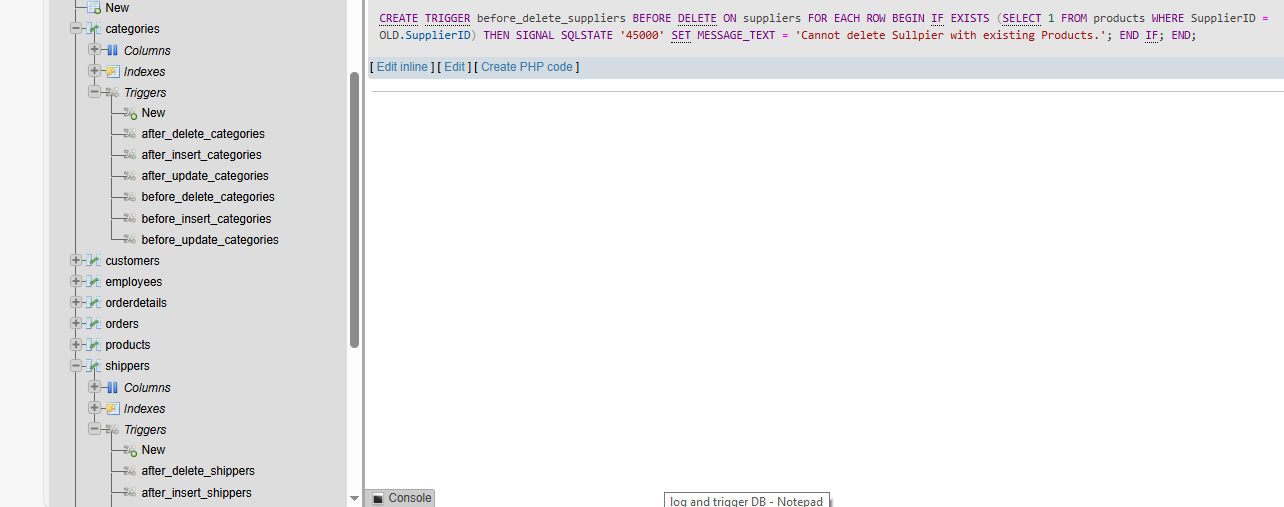 New
categories
Columns
Indexes
Triggers
New
after_delete_categories
after_insert_categories
after_update_categories
before_delete_categories
before_insert_categories
before_update_categories
customers
employees
orderdetails
orders
products
shippers
Columns
Indexes
Triggers
New
after_delete_shippers
after_insert_shippers
CREATE TRIGGER before_delete_suppliers BEFORE DELETE ON suppliers FOR EACH ROW BEGIN IF EXISTS (SELECT 1 FROM products WHERE SupplierID =
OLD.SupplierID) THEN SIGNAL SQLSTATE '45000' SET MESSAGE_TEXT = 'Cannot delete Sullpier with existing Products.'; END IF; END;
[ Edit inline ] [ Edit ] [ Create PHP code ]
Console
log and trigger DB - Notepad